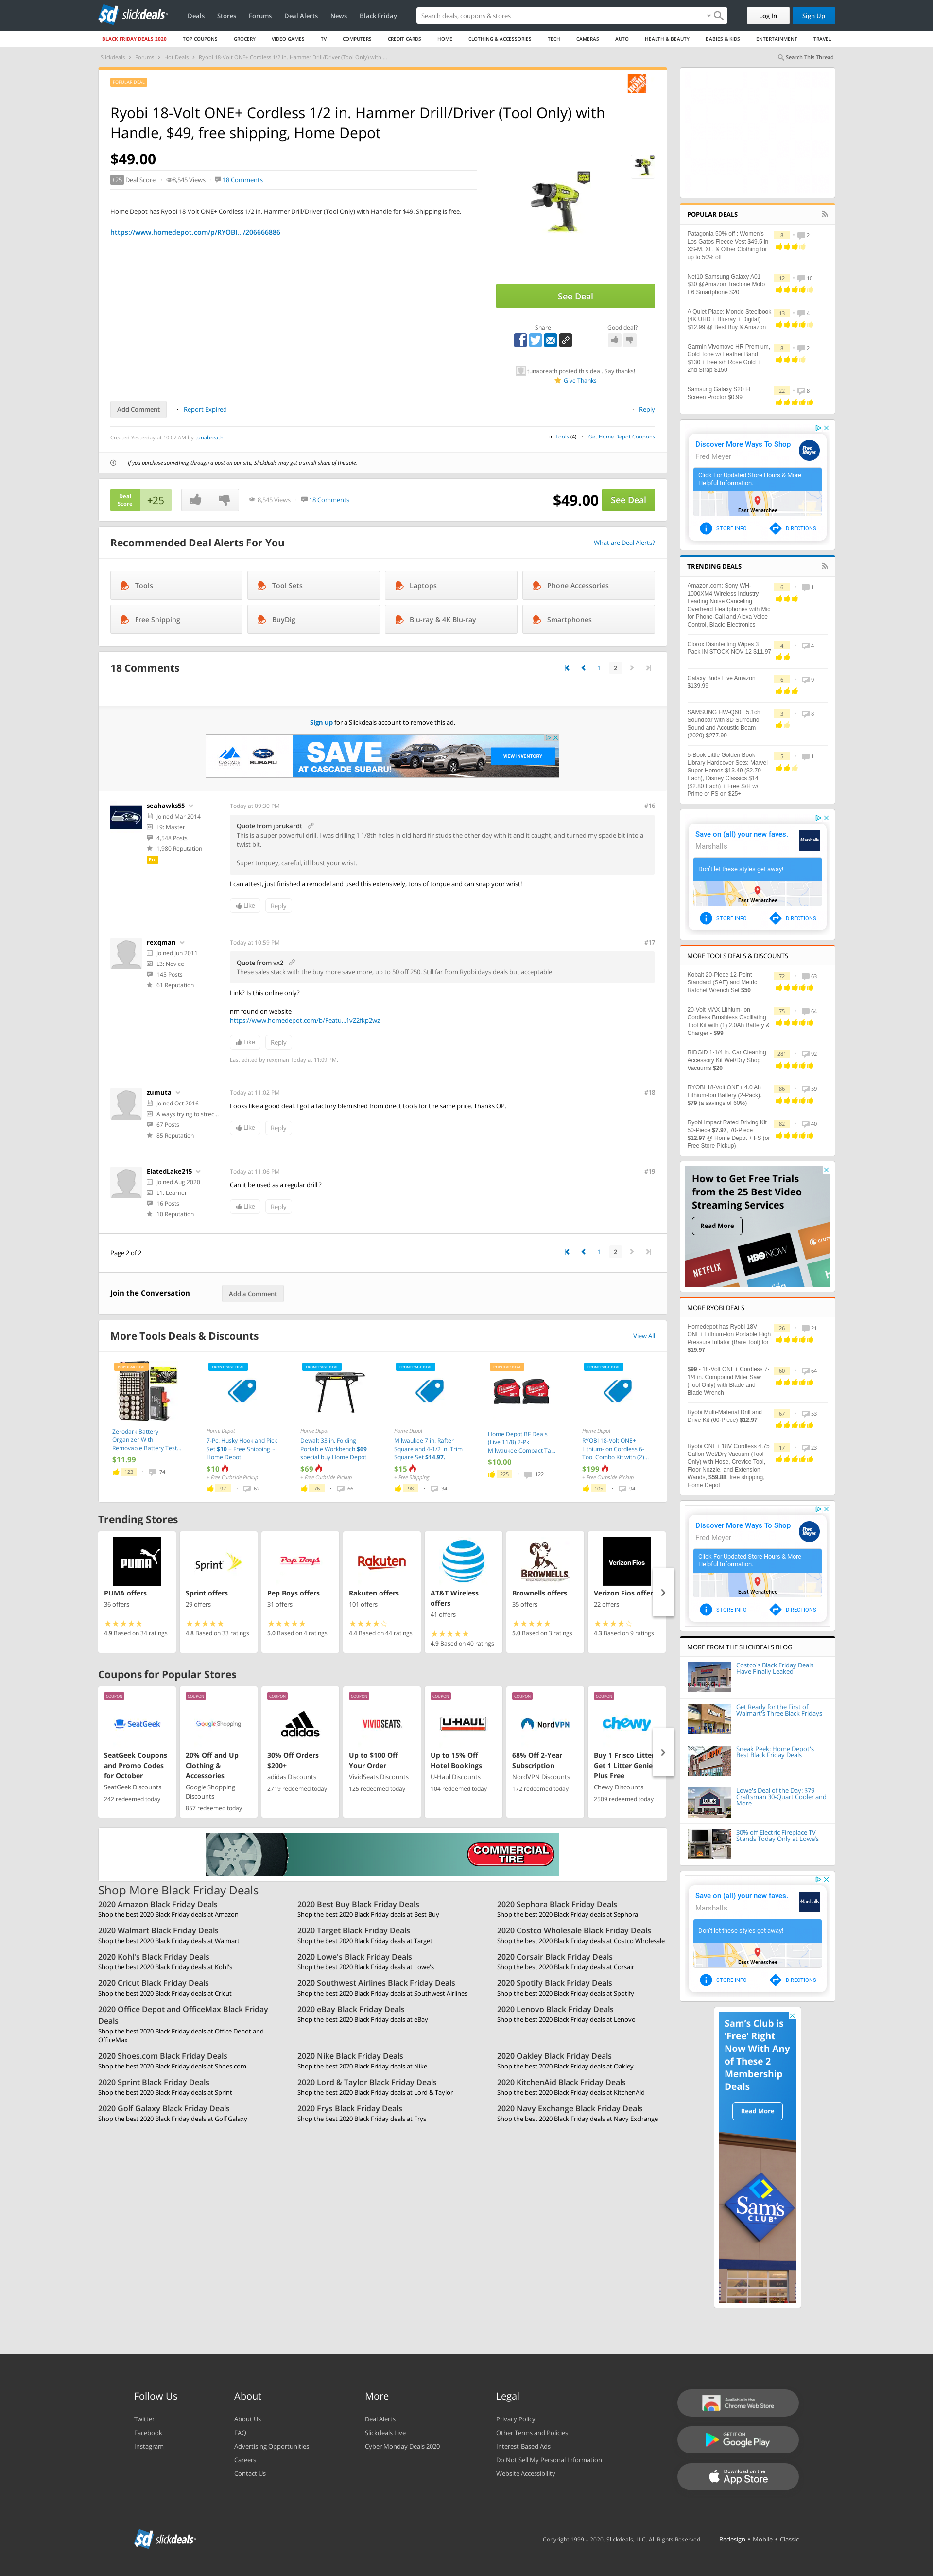 slickdeals
Deals
Stores
Forums
Deal Alerts
News
Black Friday
Search deals, coupons & stores
Log In
Sign Up
BLACK FRIDAY DEALS 2020
TOP COUPONS
GROCERY
VIDEO GAMES
TV
COMPUTERS
CREDIT CARDS
HOME
CLOTHING & ACCESSORIES
TECH
CAMERAS
AUTO
HEALTH & BEAUTY
BABIES & KIDS
ENTERTAINMENT
TRAVEL
Slickdeals › Forums › Hot Deals › Ryobi 18-Volt ONE+ Cordless 1/2 in. Hammer Drill/Driver (Tool Only) with ...
Search This Thread
POPULAR DEAL
Ryobi 18-Volt ONE+ Cordless 1/2 in. Hammer Drill/Driver (Tool Only) with
Handle, $49, free shipping, Home Depot
$49.00
+25 Deal Score · 8,545 Views · 18 Comments
Home Depot has Ryobi 18-Volt ONE+ Cordless 1/2 in. Hammer Drill/Driver (Tool Only) with Handle for $49. Shipping is free.
https://www.homedepot.com/p/RYOBI.../206666886
See Deal
Share
Good deal?
tunabreath posted this deal. Say thanks!
Give Thanks
Add Comment · Report Expired
· Reply
Created Yesterday at 10:07 AM by tunabreath
in Tools (4) · Get Home Depot Coupons
If you purchase something through a post on our site, Slickdeals may get a small share of the sale.
Deal
Score
+25
8,545 Views · 18 Comments
$49.00
See Deal
Recommended Deal Alerts For You
What are Deal Alerts?
Tools
Tool Sets
Laptops
Phone Accessories
Free Shipping
BuyDig
Blu-ray & 4K Blu-ray
Smartphones
18 Comments
1
2
Sign up for a Slickdeals account to remove this ad.
CASCADE
SUBARU
SUBARU
SAVE
AT CASCADE SUBARU!
VIEW INVENTORY
seahawks55
Joined Mar 2014
L9: Master
4,548 Posts
1,980 Reputation
Pro
Today at 09:30 PM
#16
Quote from jbrukardt
This is a super powerful drill. I was drilling 1 1/8th holes in old hard fir studs the other day with it and it caught, and turned my spade bit into a
twist bit.
Super torquey, careful, itll bust your wrist.
I can attest, just finished a remodel and used this extensively, tons of torque and can snap your wrist!
Like
Reply
rexqman
Joined Jun 2011
L3: Novice
145 Posts
61 Reputation
Today at 10:59 PM
#17
Quote from vx2
These sales stack with the buy more save more, up to 50 off 250. Still far from Ryobi days deals but acceptable.
Link? Is this online only?
nm found on website
https://www.homedepot.com/b/Featu...1vZ2fkp2wz
Like
Reply
Last edited by rexqman Today at 11:09 PM.
zumuta
Joined Oct 2016
Always trying to strec...
67 Posts
85 Reputation
Today at 11:02 PM
#18
Looks like a good deal, I got a factory blemished from direct tools for the same price. Thanks OP.
Like
Reply
ElatedLake215
Joined Aug 2020
L1: Learner
16 Posts
10 Reputation
Today at 11:06 PM
#19
Can it be used as a regular drill ?
Like
Reply
Page 2 of 2
1
2
Join the Conversation
Add a Comment
More Tools Deals & Discounts
View All
POPULAR DEAL
Zerodark Battery
Organizer With
Removable Battery Test...
$11.99
123 · 74
FRONTPAGE DEAL
Home Depot
7-Pc. Husky Hook and Pick
Set $10 + Free Shipping ~
Home Depot
$10
+ Free Curbside Pickup
97 · 62
FRONTPAGE DEAL
Home Depot
Dewalt 33 in. Folding
Portable Workbench $69
special buy Home Depot
$69
+ Free Curbside Pickup
76 · 66
FRONTPAGE DEAL
Home Depot
Milwaukee 7 in. Rafter
Square and 4-1/2 in. Trim
Square Set $14.97.
$15
+ Free Shipping
98 · 34
POPULAR DEAL
Home Depot BF Deals
(Live 11/8) 2-Pk
Milwaukee Compact Ta...
$10.00
225 · 122
FRONTPAGE DEAL
Home Depot
RYOBI 18-Volt ONE+
Lithium-Ion Cordless 6-
Tool Combo Kit with (2)...
$199
+ Free Curbside Pickup
105 · 94
Trending Stores
PUMA
PUMA offers
36 offers
4.9 Based on 34 ratings
Sprint
Sprint offers
29 offers
4.8 Based on 33 ratings
Pep Boys
Pep Boys offers
31 offers
5.0 Based on 4 ratings
Rakuten
Rakuten offers
101 offers
4.4 Based on 44 ratings
AT&T Wireless
offers
41 offers
4.9 Based on 40 ratings
BROWNELLS
Brownells offers
35 offers
5.0 Based on 3 ratings
Verizon Fios
Verizon Fios offer
22 offers
4.3 Based on 9 ratings
Coupons for Popular Stores
COUPON
SeatGeek
SeatGeek Coupons
and Promo Codes
for October
SeatGeek Discounts
242 redeemed today
COUPON
Google Shopping
20% Off and Up
Clothing &
Accessories
Google Shopping
Discounts
857 redeemed today
COUPON
adidas
30% Off Orders
$200+
adidas Discounts
2719 redeemed today
COUPON
VIVIDSEATS
Up to $100 Off
Your Order
VividSeats Discounts
125 redeemed today
COUPON
U-HAUL
Up to 15% Off
Hotel Bookings
U-Haul Discounts
104 redeemed today
COUPON
NordVPN
68% Off 2-Year
Subscription
NordVPN Discounts
172 redeemed today
COUPON
chewy
Buy 1 Frisco Litter
Get 1 Litter Genie
Plus Free
Chewy Discounts
2509 redeemed today
COMMERCIAL
TIRE
Shop More Black Friday Deals
2020 Amazon Black Friday Deals
Shop the best 2020 Black Friday deals at Amazon
2020 Best Buy Black Friday Deals
Shop the best 2020 Black Friday deals at Best Buy
2020 Sephora Black Friday Deals
Shop the best 2020 Black Friday deals at Sephora
2020 Walmart Black Friday Deals
Shop the best 2020 Black Friday deals at Walmart
2020 Target Black Friday Deals
Shop the best 2020 Black Friday deals at Target
2020 Costco Wholesale Black Friday Deals
Shop the best 2020 Black Friday deals at Costco Wholesale
2020 Kohl's Black Friday Deals
Shop the best 2020 Black Friday deals at Kohl's
2020 Lowe's Black Friday Deals
Shop the best 2020 Black Friday deals at Lowe's
2020 Corsair Black Friday Deals
Shop the best 2020 Black Friday deals at Corsair
2020 Cricut Black Friday Deals
Shop the best 2020 Black Friday deals at Cricut
2020 Southwest Airlines Black Friday Deals
Shop the best 2020 Black Friday deals at Southwest Airlines
2020 Spotify Black Friday Deals
Shop the best 2020 Black Friday deals at Spotify
2020 Office Depot and OfficeMax Black Friday
Deals
Shop the best 2020 Black Friday deals at Office Depot and
OfficeMax
2020 eBay Black Friday Deals
Shop the best 2020 Black Friday deals at eBay
2020 Lenovo Black Friday Deals
Shop the best 2020 Black Friday deals at Lenovo
2020 Shoes.com Black Friday Deals
Shop the best 2020 Black Friday deals at Shoes.com
2020 Nike Black Friday Deals
Shop the best 2020 Black Friday deals at Nike
2020 Oakley Black Friday Deals
Shop the best 2020 Black Friday deals at Oakley
2020 Sprint Black Friday Deals
Shop the best 2020 Black Friday deals at Sprint
2020 Lord & Taylor Black Friday Deals
Shop the best 2020 Black Friday deals at Lord & Taylor
2020 KitchenAid Black Friday Deals
Shop the best 2020 Black Friday deals at KitchenAid
2020 Golf Galaxy Black Friday Deals
Shop the best 2020 Black Friday deals at Golf Galaxy
2020 Frys Black Friday Deals
Shop the best 2020 Black Friday deals at Frys
2020 Navy Exchange Black Friday Deals
Shop the best 2020 Black Friday deals at Navy Exchange
POPULAR DEALS
Patagonia 50% off : Women's
Los Gatos Fleece Vest $49.5 in
XS-M, XL. & Other Clothing for
up to 50% off
8 · 2
Net10 Samsung Galaxy A01
$30 @Amazon Tracfone Moto
E6 Smartphone $20
12 · 10
A Quiet Place: Mondo Steelbook
(4K UHD + Blu-ray + Digital)
$12.99 @ Best Buy & Amazon
13 · 4
Garmin Vivomove HR Premium,
Gold Tone w/ Leather Band
$130 + free s/h Rose Gold +
2nd Strap $150
8 · 2
Samsung Galaxy S20 FE
Screen Proctor $0.99
22 · 8
Discover More Ways To Shop
Fred Meyer
Click For Updated Store Hours & More
Helpful Information.
East Wenatchee
STORE INFO
DIRECTIONS
TRENDING DEALS
Amazon.com: Sony WH-
1000XM4 Wireless Industry
Leading Noise Canceling
Overhead Headphones with Mic
for Phone-Call and Alexa Voice
Control, Black: Electronics
6 · 1
Clorox Disinfecting Wipes 3
Pack IN STOCK NOV 12 $11.97
4 · 4
Galaxy Buds Live Amazon
$139.99
6 · 9
SAMSUNG HW-Q60T 5.1ch
Soundbar with 3D Surround
Sound and Acoustic Beam
(2020) $277.99
3 · 8
5-Book Little Golden Book
Library Hardcover Sets: Marvel
Super Heroes $13.49 ($2.70
Each), Disney Classics $14
($2.80 Each) + Free S/H w/
Prime or FS on $25+
5 · 1
Save on (all) your new faves.
Marshalls
Don't let these styles get away!
East Wenatchee
STORE INFO
DIRECTIONS
MORE TOOLS DEALS & DISCOUNTS
Kobalt 20-Piece 12-Point
Standard (SAE) and Metric
Ratchet Wrench Set $50
72 · 63
20-Volt MAX Lithium-Ion
Cordless Brushless Oscillating
Tool Kit with (1) 2.0Ah Battery &
Charger - $99
75 · 64
RIDGID 1-1/4 in. Car Cleaning
Accessory Kit Wet/Dry Shop
Vacuums $20
281 · 92
RYOBI 18-Volt ONE+ 4.0 Ah
Lithium-Ion Battery (2-Pack).
$79 (a savings of 60%)
86 · 59
Ryobi Impact Rated Driving Kit
50-Piece $7.97, 70-Piece
$12.97 @ Home Depot + FS (or
Free Store Pickup)
82 · 40
How to Get Free Trials
from the 25 Best Video
Streaming Services
Read More
NETFLIX
HBO NOW
MORE RYOBI DEALS
Homedepot has Ryobi 18V
ONE+ Lithium-Ion Portable High
Pressure Inflator (Bare Tool) for
$19.97
26 · 21
$99 - 18-Volt ONE+ Cordless 7-
1/4 in. Compound Miter Saw
(Tool Only) with Blade and
Blade Wrench
60 · 64
Ryobi Multi-Material Drill and
Drive Kit (60-Piece) $12.97
67 · 53
Ryobi ONE+ 18V Cordless 4.75
Gallon Wet/Dry Vacuum (Tool
Only) with Hose, Crevice Tool,
Floor Nozzle, and Extension
Wands, $59.88, free shipping,
Home Depot
17 · 23
Discover More Ways To Shop
Fred Meyer
Click For Updated Store Hours & More
Helpful Information.
East Wenatchee
STORE INFO
DIRECTIONS
MORE FROM THE SLICKDEALS BLOG
Costco's Black Friday Deals
Have Finally Leaked
Get Ready for the First of
Walmart's Three Black Fridays
Sneak Peek: Home Depot's
Best Black Friday Deals
Lowe's Deal of the Day: $79
Craftsman 30-Quart Cooler and
More
30% off Electric Fireplace TV
Stands Today Only at Lowe's
Save on (all) your new faves.
Marshalls
Don't let these styles get away!
East Wenatchee
STORE INFO
DIRECTIONS
Sam's Club is
'Free' Right
Now With Any
of These 2
Membership
Deals
Read More
Sam's
CLUB
Follow Us
Twitter
Facebook
Instagram
About
About Us
FAQ
Advertising Opportunities
Careers
Contact Us
More
Deal Alerts
Slickdeals Live
Cyber Monday Deals 2020
Legal
Privacy Policy
Other Terms and Policies
Interest-Based Ads
Do Not Sell My Personal Information
Website Accessibility
Available in the
Chrome Web Store
GET IT ON
Google Play
Download on the
App Store
slickdeals
Copyright 1999 - 2020. Slickdeals, LLC. All Rights Reserved.
Redesign • Mobile • Classic